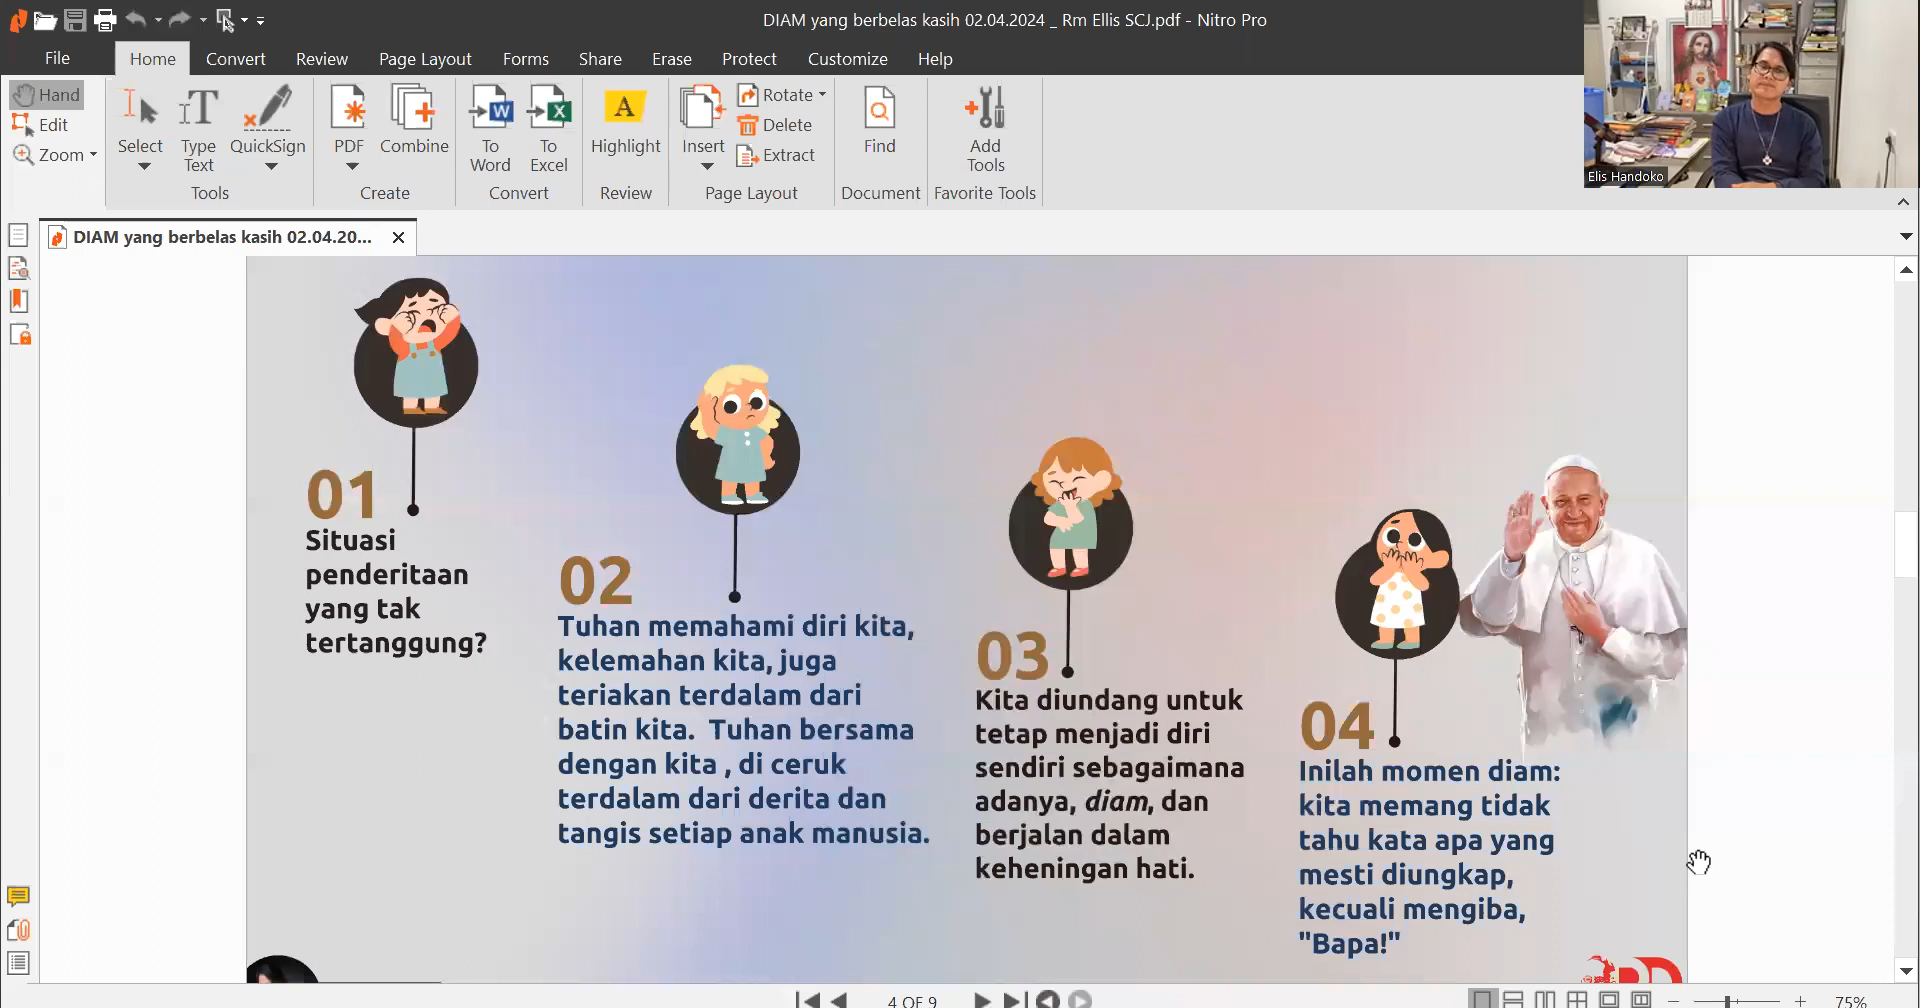 DIAM yang berbelas kasih 02.04.2024 _ Rm Ellis SCJ.pdf - Nitro Pro
File Home Convert Review Page Layout Forms Share Erase Protect Customize Help
Hand
Edit
Zoom
Select
Type Text
QuickSign
Tools
PDF
Combine
Create
To Word
To Excel
Convert
Highlight
Review
Insert
Rotate
Delete
Extract
Page Layout
Find
Document
Add Tools
Favorite Tools
Elis Handoko
DIAM yang berbelas kasih 02.04.20...
01
Situasi
penderitaan
yang tak
tertanggung?
02
Tuhan memahami diri kita,
kelemahan kita, juga
teriakan terdalam dari
batin kita. Tuhan bersama
dengan kita , di ceruk
terdalam dari derita dan
tangis setiap anak manusia.
03
Kita diundang untuk
tetap menjadi diri
sendiri sebagaimana
adanya, diam, dan
berjalan dalam
keheningan hati.
04
Inilah momen diam:
kita memang tidak
tahu kata apa yang
mesti diungkap,
kecuali mengiba,
"Bapa!"
4 OF 9
75%